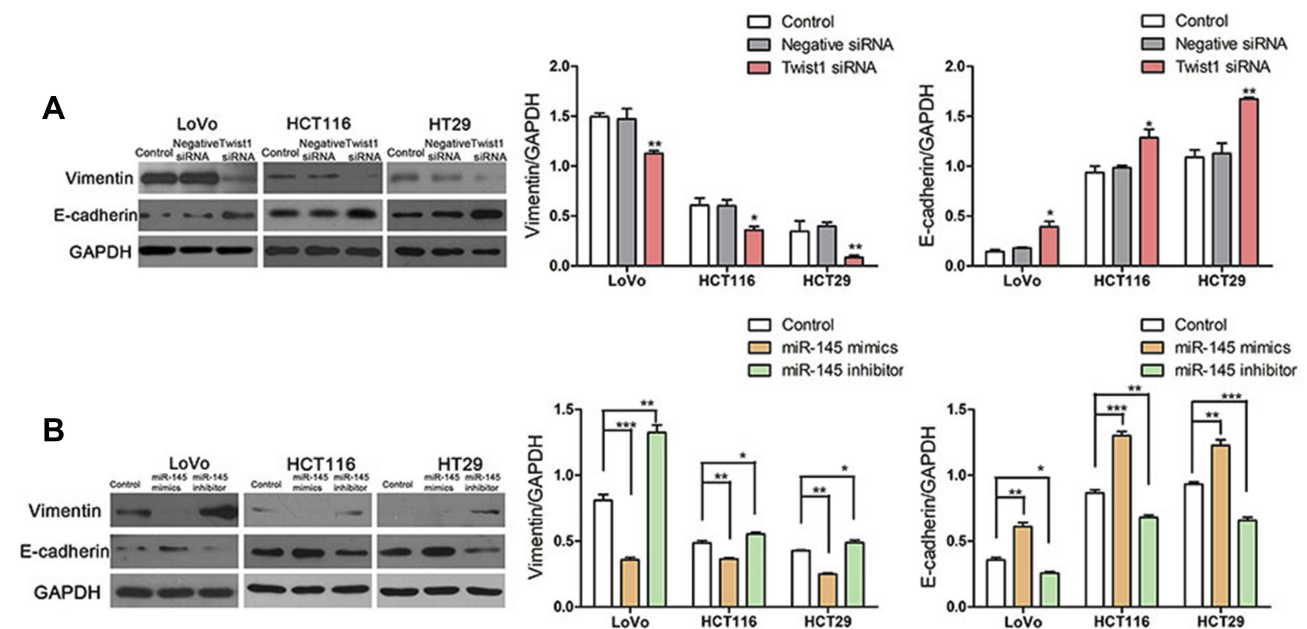 A
LoVo
HCT116
HT29
Control Negative siRNA Twist1 siRNA
Control Negative siRNA Twist1 siRNA
Control Negative siRNA Twist1 siRNA
Vimentin
E-cadherin
GAPDH
Control
Negative siRNA
Twist1 siRNA
Vimentin/GAPDH
2.0
1.5
1.0
0.5
0.0
**
*
**
LoVo HCT116 HCT29
Control
Negative siRNA
Twist1 siRNA
E-cadherin/GAPDH
2.0
1.5
1.0
0.5
0.0
*
*
**
LoVo HCT116 HCT29
B
LoVo
HCT116
HT29
Control miR-145 mimics miR-145 inhibitor
Control miR-145 mimics miR-145 inhibitor
Control miR-145 mimics miR-145 inhibitor
Vimentin
E-cadherin
GAPDH
Control
miR-145 mimics
miR-145 inhibitor
Vimentin/GAPDH
1.5
1.0
0.5
0.0
**
***
*
**
*
**
LoVo HCT116 HCT29
Control
miR-145 mimics
miR-145 inhibitor
E-cadherin/GAPDH
1.5
1.0
0.5
0.0
*
**
**
***
***
**
LoVo HCT116 HCT29